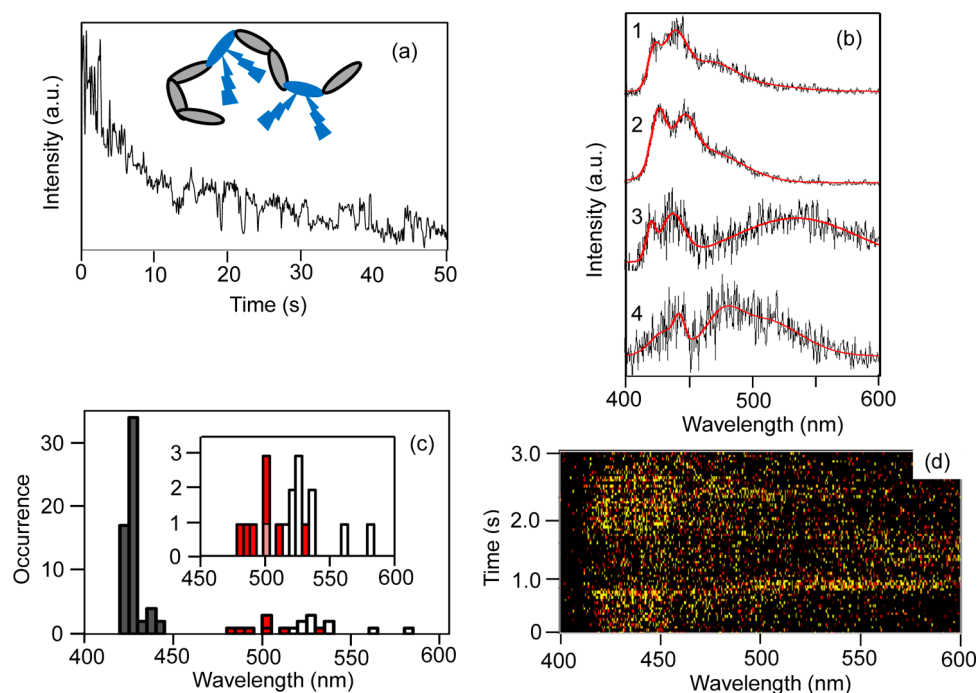 (a)
Intensity (a.u.)
0 10 20 30 40 50
Time (s)
(b)
1
2
3
4
Intensity (a.u.)
400 500 600
Wavelength (nm)
(c)
30
20
10
0
Occurrence
400 450 500 550 600
Wavelength (nm)
3
2
1
0
450 500 550 600
(d)
3.0
2.0
1.0
0
Time (s)
400 450 500 550 600
Wavelength (nm)